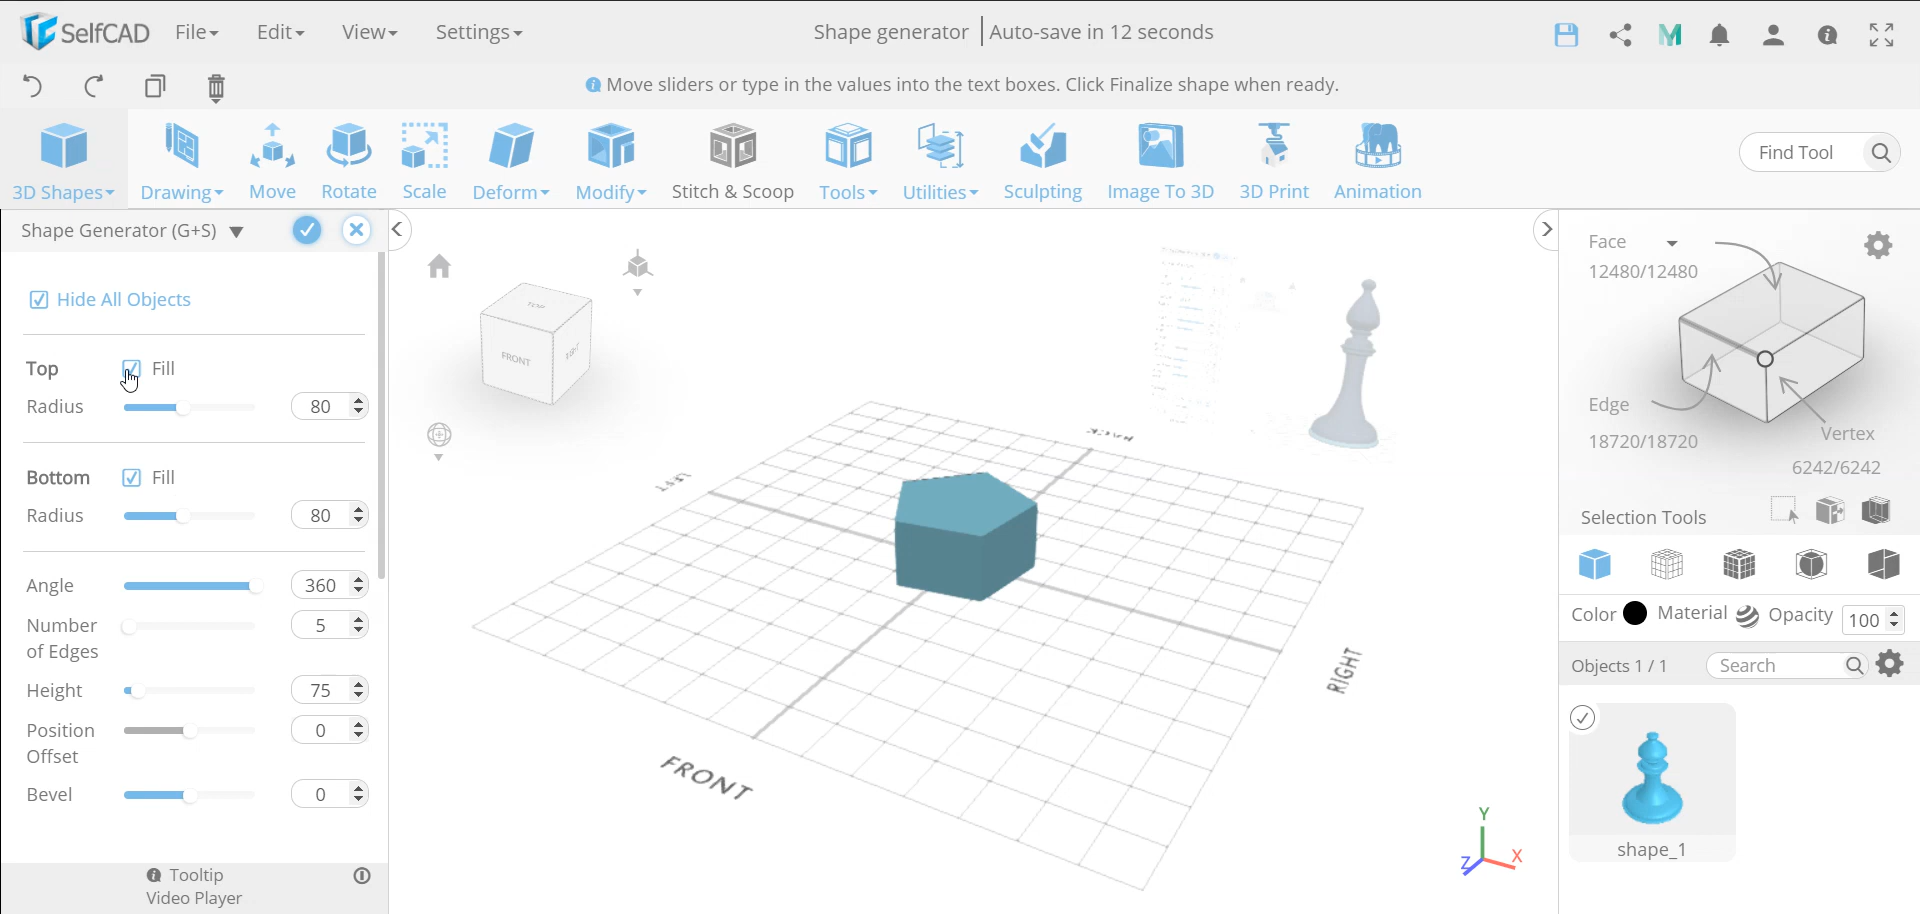 SelfCAD File Edit View Settings Shape generator Auto-save in 12 seconds
Move sliders or type in the values into the text boxes. Click Finalize shape when ready.
3D Shapes Drawing Move Rotate Scale Deform Modify Stitch & Scoop Tools Utilities Sculpting Image To 3D 3D Print Animation Find Tool
Shape Generator (G+S)
Hide All Objects
Top Fill
Radius 80
Bottom Fill
Radius 80
Angle 360
Number 5
of Edges
Height 75
Position 0
Offset
Bevel 0
Tooltip
Video Player
TOP
FRONT RIGHT
BACK
LEFT
RIGHT
FRONT
Y
Z X
Face
12480/12480
Edge
18720/18720
Vertex
6242/6242
Selection Tools
Color Material Opacity 100
Objects 1 / 1 Search
shape_1